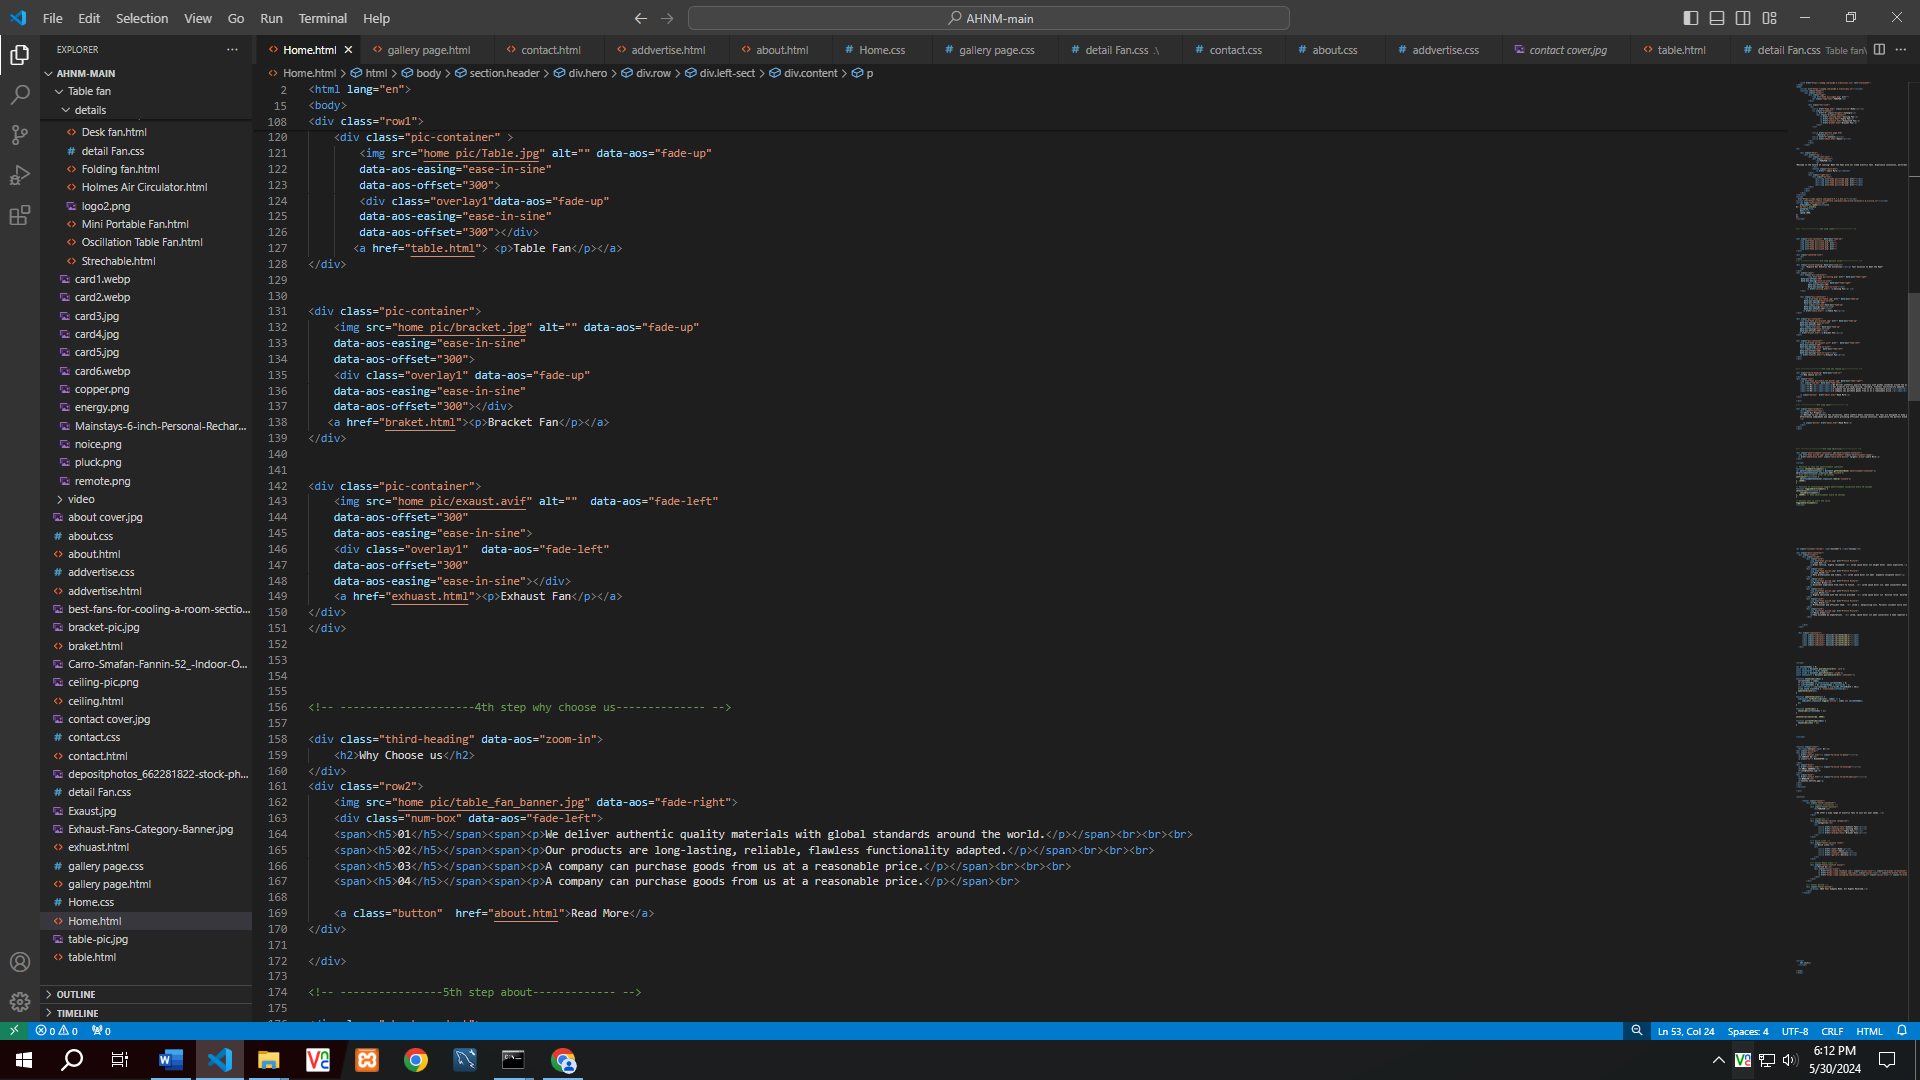 File Edit Selection View Go Run Terminal Help
AHNM-main
EXPLORER
Home.html
gallery page.html
contact.html
addvertise.html
about.html
Home.css
gallery page.css
detail Fan.css .\
contact.css
about.css
addvertise.css
contact cover.jpg
table.html
detail Fan.css Table fan\
Home.html > html > body > section.header > div.hero > div.row > div.left-sect > div.content > p
AHNM-MAIN
Table fan
details
Desk fan.html
detail Fan.css
Folding fan.html
Holmes Air Circulator.html
logo2.png
Mini Portable Fan.html
Oscillation Table Fan.html
Strechable.html
card1.webp
card2.webp
card3.jpg
card4.jpg
card5.jpg
card6.webp
copper.png
energy.png
Mainstays-6-inch-Personal-Rechar...
noice.png
pluck.png
remote.png
video
about cover.jpg
about.css
about.html
addvertise.css
addvertise.html
best-fans-for-cooling-a-room-sectio...
bracket-pic.jpg
braket.html
Carro-Smafan-Fannin-52_-Indoor-O...
ceiling-pic.png
ceiling.html
contact cover.jpg
contact.css
contact.html
depositphotos_662281822-stock-ph...
detail Fan.css
Exaust.jpg
Exhaust-Fans-Category-Banner.jpg
exhuast.html
gallery page.css
gallery page.html
Home.css
Home.html
table-pic.jpg
table.html
OUTLINE
TIMELINE
2 <html lang="en">
15 <body>
108 <div class="row1">
120 <div class="pic-container" >
121 <img src="home pic/Table.jpg" alt="" data-aos="fade-up"
122 data-aos-easing="ease-in-sine"
123 data-aos-offset="300">
124 <div class="overlay1"data-aos="fade-up"
125 data-aos-easing="ease-in-sine"
126 data-aos-offset="300"></div>
127 <a href="table.html"> <p>Table Fan</p></a>
128 </div>
129
130
131 <div class="pic-container">
132 <img src="home pic/bracket.jpg" alt="" data-aos="fade-up"
133 data-aos-easing="ease-in-sine"
134 data-aos-offset="300">
135 <div class="overlay1" data-aos="fade-up"
136 data-aos-easing="ease-in-sine"
137 data-aos-offset="300"></div>
138 <a href="braket.html"><p>Bracket Fan</p></a>
139 </div>
140
141
142 <div class="pic-container">
143 <img src="home pic/exaust.avif" alt=""  data-aos="fade-left"
144 data-aos-offset="300"
145 data-aos-easing="ease-in-sine">
146 <div class="overlay1"  data-aos="fade-left"
147 data-aos-offset="300"
148 data-aos-easing="ease-in-sine"></div>
149 <a href="exhuast.html"><p>Exhaust Fan</p></a>
150 </div>
151 </div>
152
153
154
155
156 <!-- ---------------------4th step why choose us-------------- -->
157
158 <div class="third-heading" data-aos="zoom-in">
159 <h2>Why Choose us</h2>
160 </div>
161 <div class="row2">
162 <img src="home pic/table_fan_banner.jpg" data-aos="fade-right">
163 <div class="num-box" data-aos="fade-left">
164 <span><h5>01</h5></span><span><p>We deliver authentic quality materials with global standards around the world.</p></span><br><br><br>
165 <span><h5>02</h5></span><span><p>Our products are long-lasting, reliable, flawless functionality adapted.</p></span><br><br><br>
166 <span><h5>03</h5></span><span><p>A company can purchase goods from us at a reasonable price.</p></span><br><br><br>
167 <span><h5>04</h5></span><span><p>A company can purchase goods from us at a reasonable price.</p></span><br>
168
169 <a class="button"  href="about.html">Read More</a>
170 </div>
171
172 </div>
173
174 <!-- ----------------5th step about------------- -->
175
0 0 0
Ln 53, Col 24 Spaces: 4 UTF-8 CRLF HTML
6:12 PM
5/30/2024